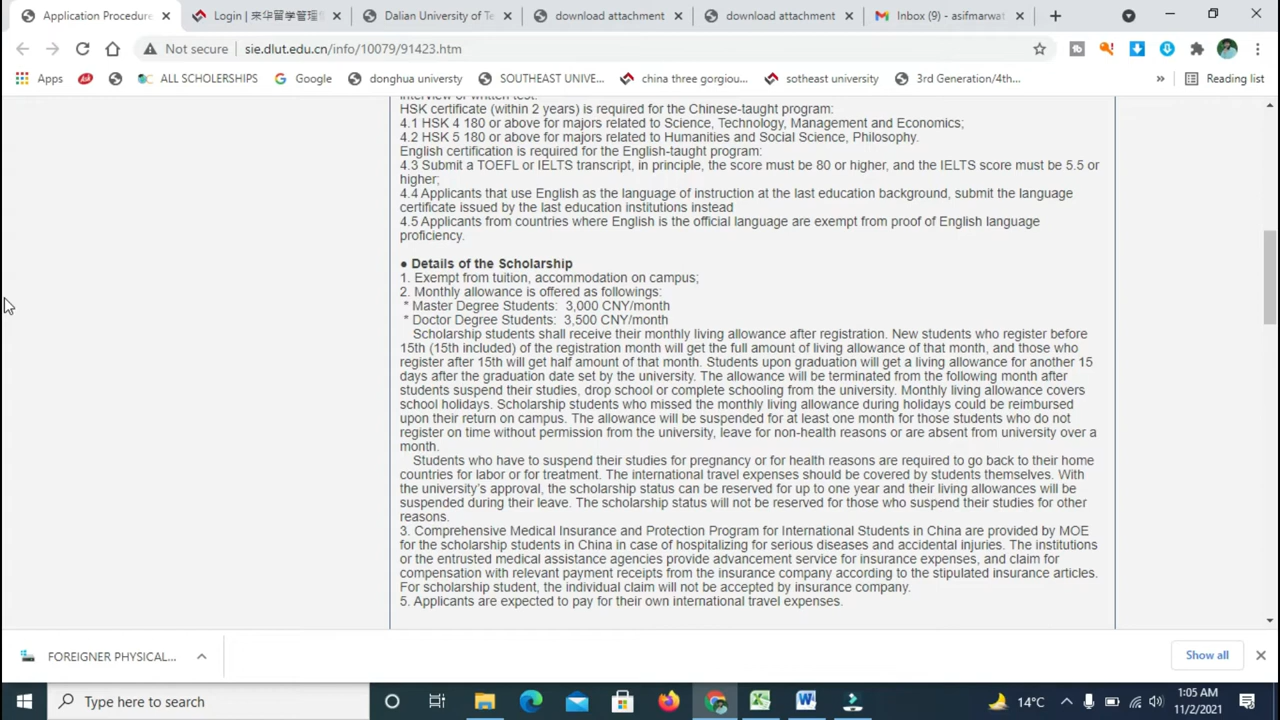 Application Procedure
Login | 来华留学管理
Dalian University of Te
download attachment
download attachment
Inbox (9) - asifmarwat
Not secure
sie.dlut.edu.cn/info/10079/91423.htm
Apps
ALL SCHOLERSHIPS
Google
donghua univeristy
SOUTHEAST UNIVE...
china three gorgiou...
sotheast university
3rd Generation/4th...
»
Reading list
interview or written test.
HSK certificate (within 2 years) is required for the Chinese-taught program:
4.1 HSK 4 180 or above for majors related to Science, Technology, Management and Economics;
4.2 HSK 5 180 or above for majors related to Humanities and Social Science, Philosophy.
English certification is required for the English-taught program:
4.3 Submit a TOEFL or IELTS transcript, in principle, the score must be 80 or higher, and the IELTS score must be 5.5 or
higher;
4.4 Applicants that use English as the language of instruction at the last education background, submit the language
certificate issued by the last education institutions instead
4.5 Applicants from countries where English is the official language are exempt from proof of English language
proficiency.
● Details of the Scholarship
1. Exempt from tuition, accommodation on campus;
2. Monthly allowance is offered as followings:
* Master Degree Students: 3,000 CNY/month
* Doctor Degree Students: 3,500 CNY/month
Scholarship students shall receive their monthly living allowance after registration. New students who register before
15th (15th included) of the registration month will get the full amount of living allowance of that month, and those who
register after 15th will get half amount of that month. Students upon graduation will get a living allowance for another 15
days after the graduation date set by the university. The allowance will be terminated from the following month after
students suspend their studies, drop school or complete schooling from the university. Monthly living allowance covers
school holidays. Scholarship students who missed the monthly living allowance during holidays could be reimbursed
upon their return on campus. The allowance will be suspended for at least one month for those students who do not
register on time without permission from the university, leave for non-health reasons or are absent from university over a
month.
Students who have to suspend their studies for pregnancy or for health reasons are required to go back to their home
countries for labor or for treatment. The international travel expenses should be covered by students themselves. With
the university's approval, the scholarship status can be reserved for up to one year and their living allowances will be
suspended during their leave. The scholarship status will not be reserved for those who suspend their studies for other
reasons.
3. Comprehensive Medical Insurance and Protection Program for International Students in China are provided by MOE
for the scholarship students in China in case of hospitalizing for serious diseases and accidental injuries. The institutions
or the entrusted medical assistance agencies provide advancement service for insurance expenses, and claim for
compensation with relevant payment receipts from the insurance company according to the stipulated insurance articles.
For scholarship student, the individual claim will not be accepted by insurance company.
5. Applicants are expected to pay for their own international travel expenses.
FOREIGNER PHYSICAL...
Show all
Type here to search
14°C
1:05 AM
11/2/2021